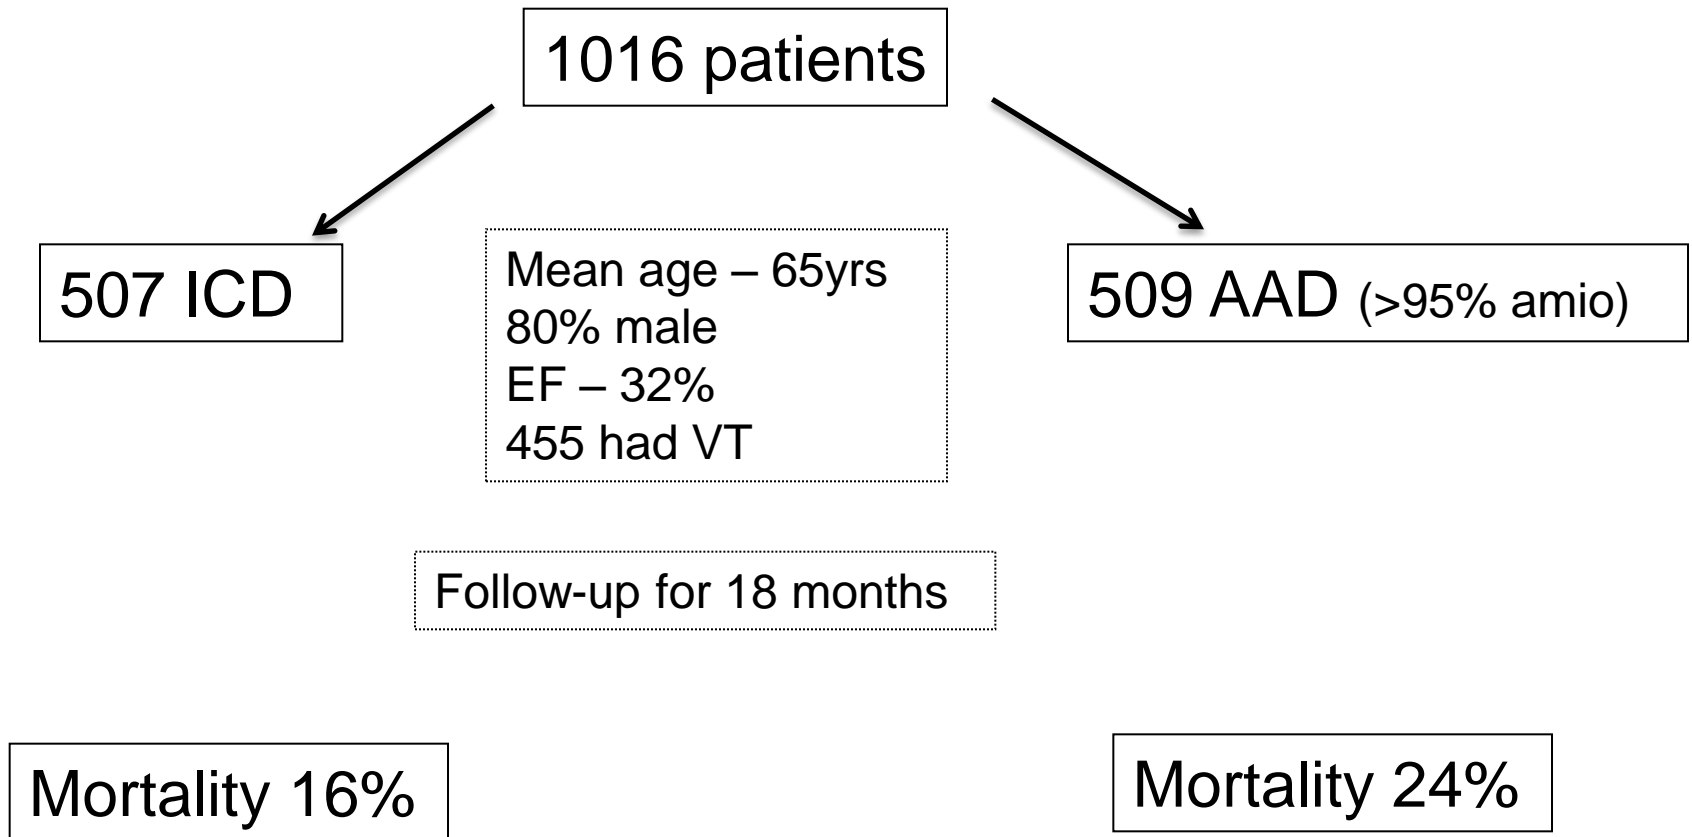 1016 patients
507 ICD
Mean age – 65yrs
80% male
EF – 32%
455 had VT
509 AAD (>95% amio)
Follow-up for 18 months
Mortality 16%
Mortality 24%